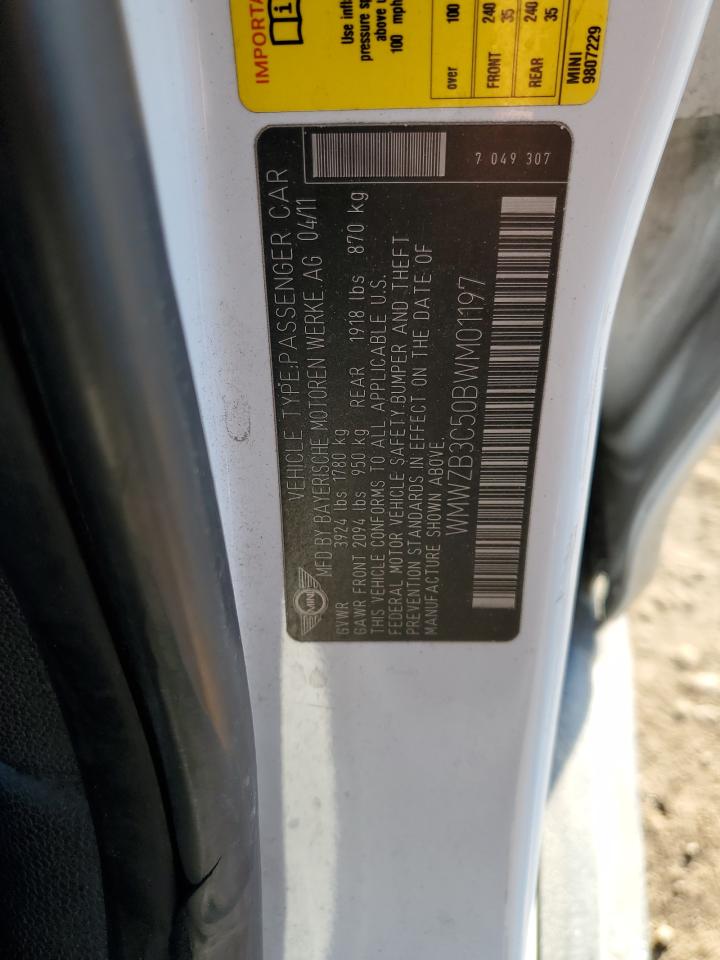 IMPORTA
Use infl
pressure sp
above
100 mph
over 100
FRONT 240 35
REAR 240 35
MINI
9807229
7 049 307
VEHICLE TYPE:PASSENGER CAR
MFD BY BAYERISCHE MOTOREN WERKE AG 04/11
MINI
GVWR 3924 lbs 1780 kg
GAWR FRONT 2094 lbs 950 kg REAR 1918 lbs 870 kg
THIS VEHICLE CONFORMS TO ALL APPLICABLE U.S.
FEDERAL MOTOR VEHICLE SAFETY,BUMPER AND THEFT
PREVENTION STANDARDS IN EFFECT ON THE DATE OF
MANUFACTURE SHOWN ABOVE.
WMWZB3C50BWM01197